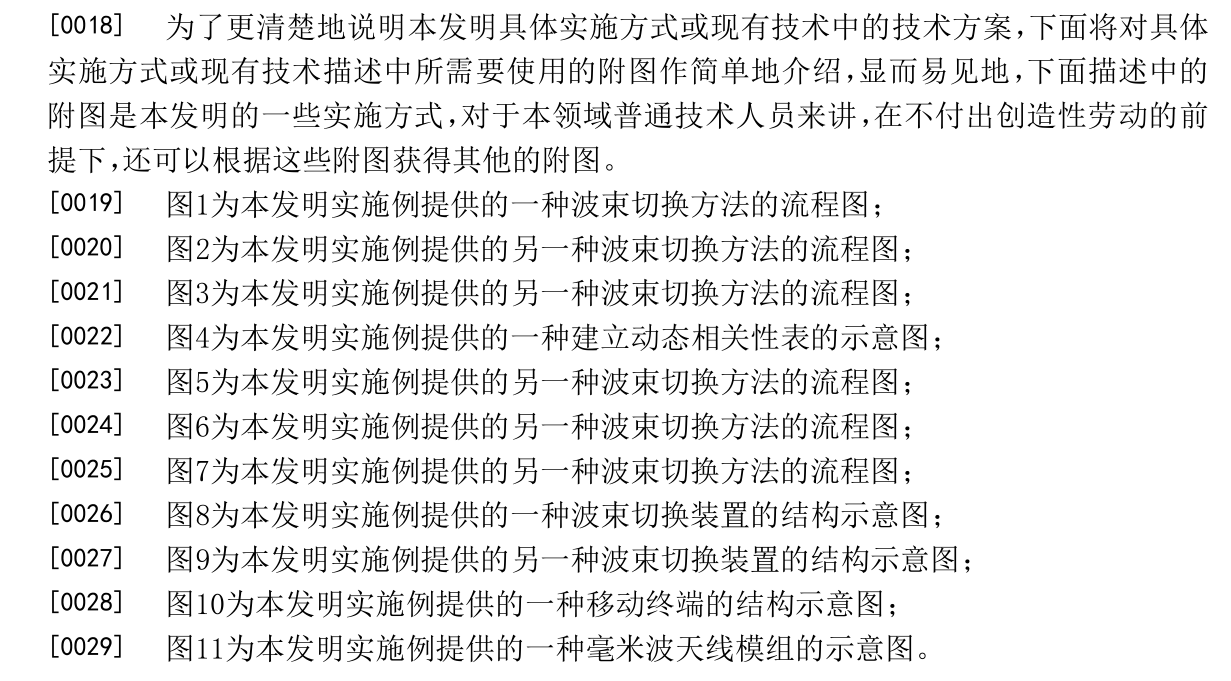 [0018] 为了更清楚地说明本发明具体实施方式或现有技术中的技术方案,下面将对具体
实施方式或现有技术描述中所需要使用的附图作简单地介绍,显而易见地,下面描述中的
附图是本发明的一些实施方式,对于本领域普通技术人员来讲,在不付出创造性劳动的前
提下,还可以根据这些附图获得其他的附图。
[0019] 图1为本发明实施例提供的一种波束切换方法的流程图;
[0020] 图2为本发明实施例提供的另一种波束切换方法的流程图;
[0021] 图3为本发明实施例提供的另一种波束切换方法的流程图;
[0022] 图4为本发明实施例提供的一种建立动态相关性表的示意图;
[0023] 图5为本发明实施例提供的另一种波束切换方法的流程图;
[0024] 图6为本发明实施例提供的另一种波束切换方法的流程图;
[0025] 图7为本发明实施例提供的另一种波束切换方法的流程图;
[0026] 图8为本发明实施例提供的一种波束切换装置的结构示意图;
[0027] 图9为本发明实施例提供的另一种波束切换装置的结构示意图;
[0028] 图10为本发明实施例提供的一种移动终端的结构示意图;
[0029] 图11为本发明实施例提供的一种毫米波天线模组的示意图。